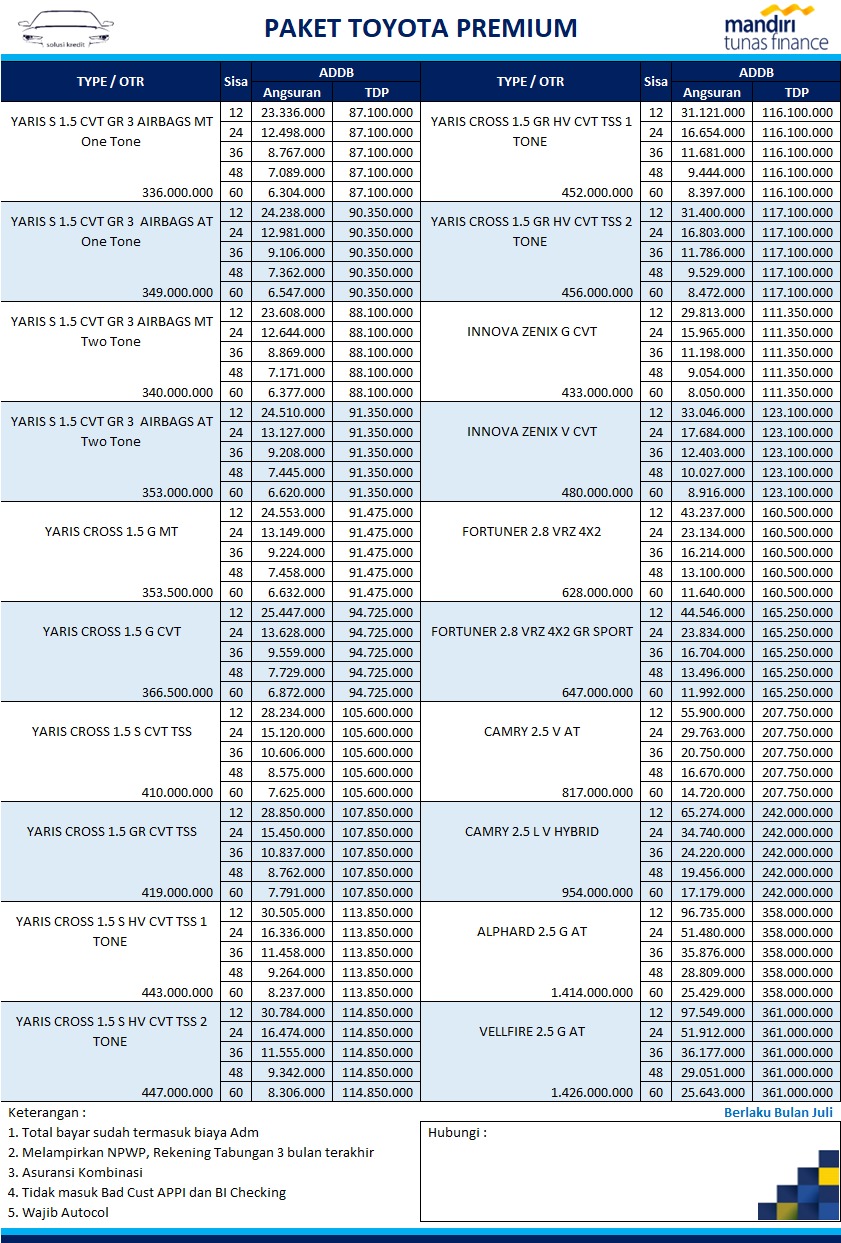 solusi kredit
PAKET TOYOTA PREMIUM
mandiri
tunas finance
TYPE / OTR Sisa ADDB TYPE / OTR Sisa ADDB
Angsuran TDP Angsuran TDP
YARIS S 1.5 CVT GR 3 AIRBAGS MT
One Tone
336.000.000
12 23.336.000 87.100.000
24 12.498.000 87.100.000
36 8.767.000 87.100.000
48 7.089.000 87.100.000
60 6.304.000 87.100.000
YARIS S 1.5 CVT GR 3 AIRBAGS AT
One Tone
349.000.000
12 24.238.000 90.350.000
24 12.981.000 90.350.000
36 9.106.000 90.350.000
48 7.362.000 90.350.000
60 6.547.000 90.350.000
YARIS S 1.5 CVT GR 3 AIRBAGS MT
Two Tone
340.000.000
12 23.608.000 88.100.000
24 12.644.000 88.100.000
36 8.869.000 88.100.000
48 7.171.000 88.100.000
60 6.377.000 88.100.000
YARIS S 1.5 CVT GR 3 AIRBAGS AT
Two Tone
353.000.000
12 24.510.000 91.350.000
24 13.127.000 91.350.000
36 9.208.000 91.350.000
48 7.445.000 91.350.000
60 6.620.000 91.350.000
YARIS CROSS 1.5 G MT
353.500.000
12 24.553.000 91.475.000
24 13.149.000 91.475.000
36 9.224.000 91.475.000
48 7.458.000 91.475.000
60 6.632.000 91.475.000
YARIS CROSS 1.5 G CVT
366.500.000
12 25.447.000 94.725.000
24 13.628.000 94.725.000
36 9.559.000 94.725.000
48 7.729.000 94.725.000
60 6.872.000 94.725.000
YARIS CROSS 1.5 S CVT TSS
410.000.000
12 28.234.000 105.600.000
24 15.120.000 105.600.000
36 10.606.000 105.600.000
48 8.575.000 105.600.000
60 7.625.000 105.600.000
YARIS CROSS 1.5 GR CVT TSS
419.000.000
12 28.850.000 107.850.000
24 15.450.000 107.850.000
36 10.837.000 107.850.000
48 8.762.000 107.850.000
60 7.791.000 107.850.000
YARIS CROSS 1.5 S HV CVT TSS 1
TONE
443.000.000
12 30.505.000 113.850.000
24 16.336.000 113.850.000
36 11.458.000 113.850.000
48 9.264.000 113.850.000
60 8.237.000 113.850.000
YARIS CROSS 1.5 S HV CVT TSS 2
TONE
447.000.000
12 30.784.000 114.850.000
24 16.474.000 114.850.000
36 11.555.000 114.850.000
48 9.342.000 114.850.000
60 8.306.000 114.850.000
YARIS CROSS 1.5 GR HV CVT TSS 1
TONE
452.000.000
12 31.121.000 116.100.000
24 16.654.000 116.100.000
36 11.681.000 116.100.000
48 9.444.000 116.100.000
60 8.397.000 116.100.000
YARIS CROSS 1.5 GR HV CVT TSS 2
TONE
456.000.000
12 31.400.000 117.100.000
24 16.803.000 117.100.000
36 11.786.000 117.100.000
48 9.529.000 117.100.000
60 8.472.000 117.100.000
INNOVA ZENIX G CVT
433.000.000
12 29.813.000 111.350.000
24 15.965.000 111.350.000
36 11.198.000 111.350.000
48 9.054.000 111.350.000
60 8.050.000 111.350.000
INNOVA ZENIX V CVT
480.000.000
12 33.046.000 123.100.000
24 17.684.000 123.100.000
36 12.403.000 123.100.000
48 10.027.000 123.100.000
60 8.916.000 123.100.000
FORTUNER 2.8 VRZ 4X2
628.000.000
12 43.237.000 160.500.000
24 23.134.000 160.500.000
36 16.214.000 160.500.000
48 13.100.000 160.500.000
60 11.640.000 160.500.000
FORTUNER 2.8 VRZ 4X2 GR SPORT
647.000.000
12 44.546.000 165.250.000
24 23.834.000 165.250.000
36 16.704.000 165.250.000
48 13.496.000 165.250.000
60 11.992.000 165.250.000
CAMRY 2.5 V AT
817.000.000
12 55.900.000 207.750.000
24 29.763.000 207.750.000
36 20.750.000 207.750.000
48 16.670.000 207.750.000
60 14.720.000 207.750.000
CAMRY 2.5 L V HYBRID
954.000.000
12 65.274.000 242.000.000
24 34.740.000 242.000.000
36 24.220.000 242.000.000
48 19.456.000 242.000.000
60 17.179.000 242.000.000
ALPHARD 2.5 G AT
1.414.000.000
12 96.735.000 358.000.000
24 51.480.000 358.000.000
36 35.876.000 358.000.000
48 28.809.000 358.000.000
60 25.429.000 358.000.000
VELLFIRE 2.5 G AT
1.426.000.000
12 97.549.000 361.000.000
24 51.912.000 361.000.000
36 36.177.000 361.000.000
48 29.051.000 361.000.000
60 25.643.000 361.000.000
Keterangan :
1. Total bayar sudah termasuk biaya Adm
2. Melampirkan NPWP, Rekening Tabungan 3 bulan terakhir
3. Asuransi Kombinasi
4. Tidak masuk Bad Cust APPI dan BI Checking
5. Wajib Autocol
Berlaku Bulan Juli
Hubungi :